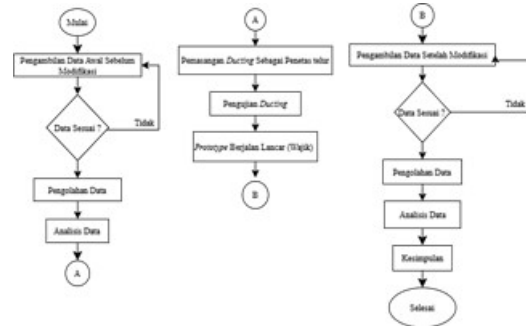 Mulai
Pengambilan Data Awal Sebelum
Modifikasi
Data Sesuai ?
Tidak
Pengolahan Data
Analisis Data
A
A
Pemasangan Ducting Sebagai Penetas telur
Pengujian Ducting
Prototype Berjalan Lancar (Wajik)
B
B
Pengambilan Data Setelah Modifikasi
Data Sesuai ?
Tidak
Pengolahan Data
Analisis Data
Kesimpulan
Selesai